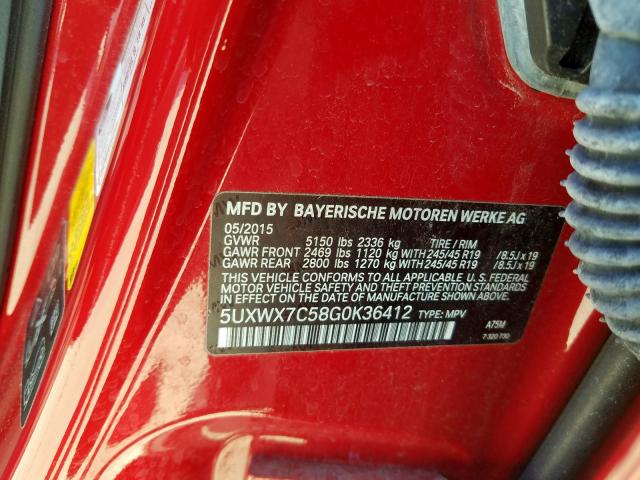 MFD BY BAYERISCHE MOTOREN WERKE AG
05/2015
GVWR 5150 lbs 2336 kg TIRE / RIM
GAWR FRONT 2469 lbs 1120 kg WITH 245/45 R19 / 8.5J x 19
GAWR REAR 2800 lbs 1270 kg WITH 245/45 R19 / 8.5J x 19
THIS VEHICLE CONFORMS TO ALL APPLICABLE U.S. FEDERAL
MOTOR VEHICLE SAFETY AND THEFT PREVENTION STANDARDS
IN EFFECT ON THE DATE OF MANUFACTURE SHOWN ABOVE.
5UXWX7C58G0K36412 TYPE: MPV
A75M
7-320-730